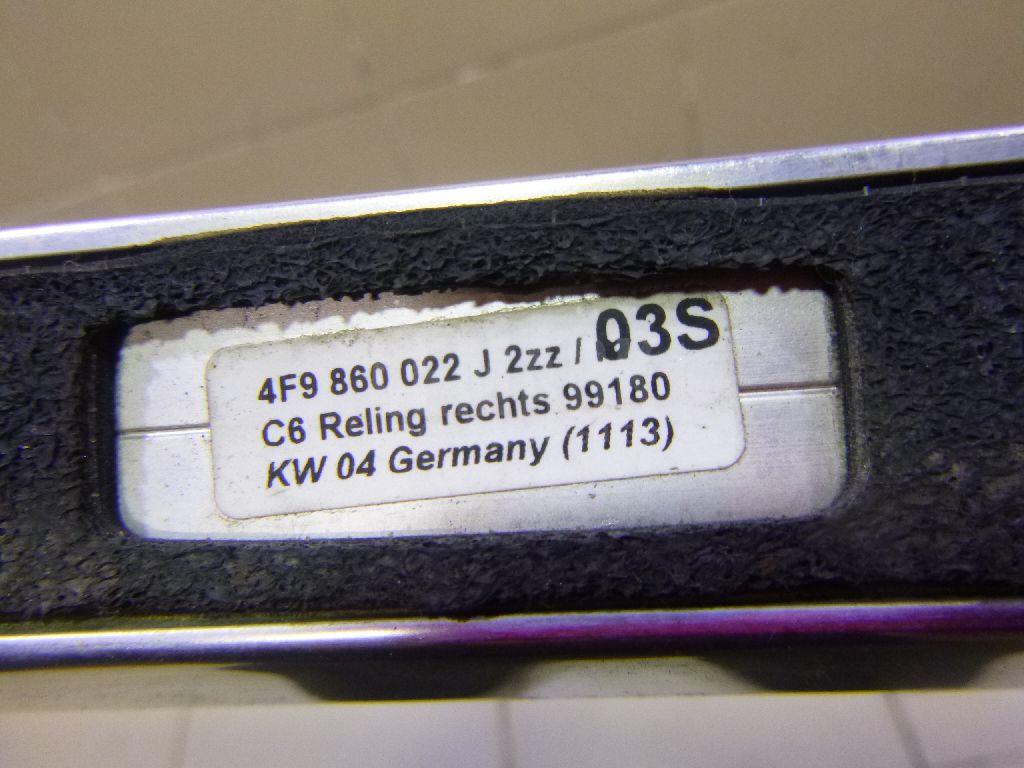 4F9 860 022 J 2zz / 03S
C6 Reling rechts 99180
KW 04 Germany (1113)